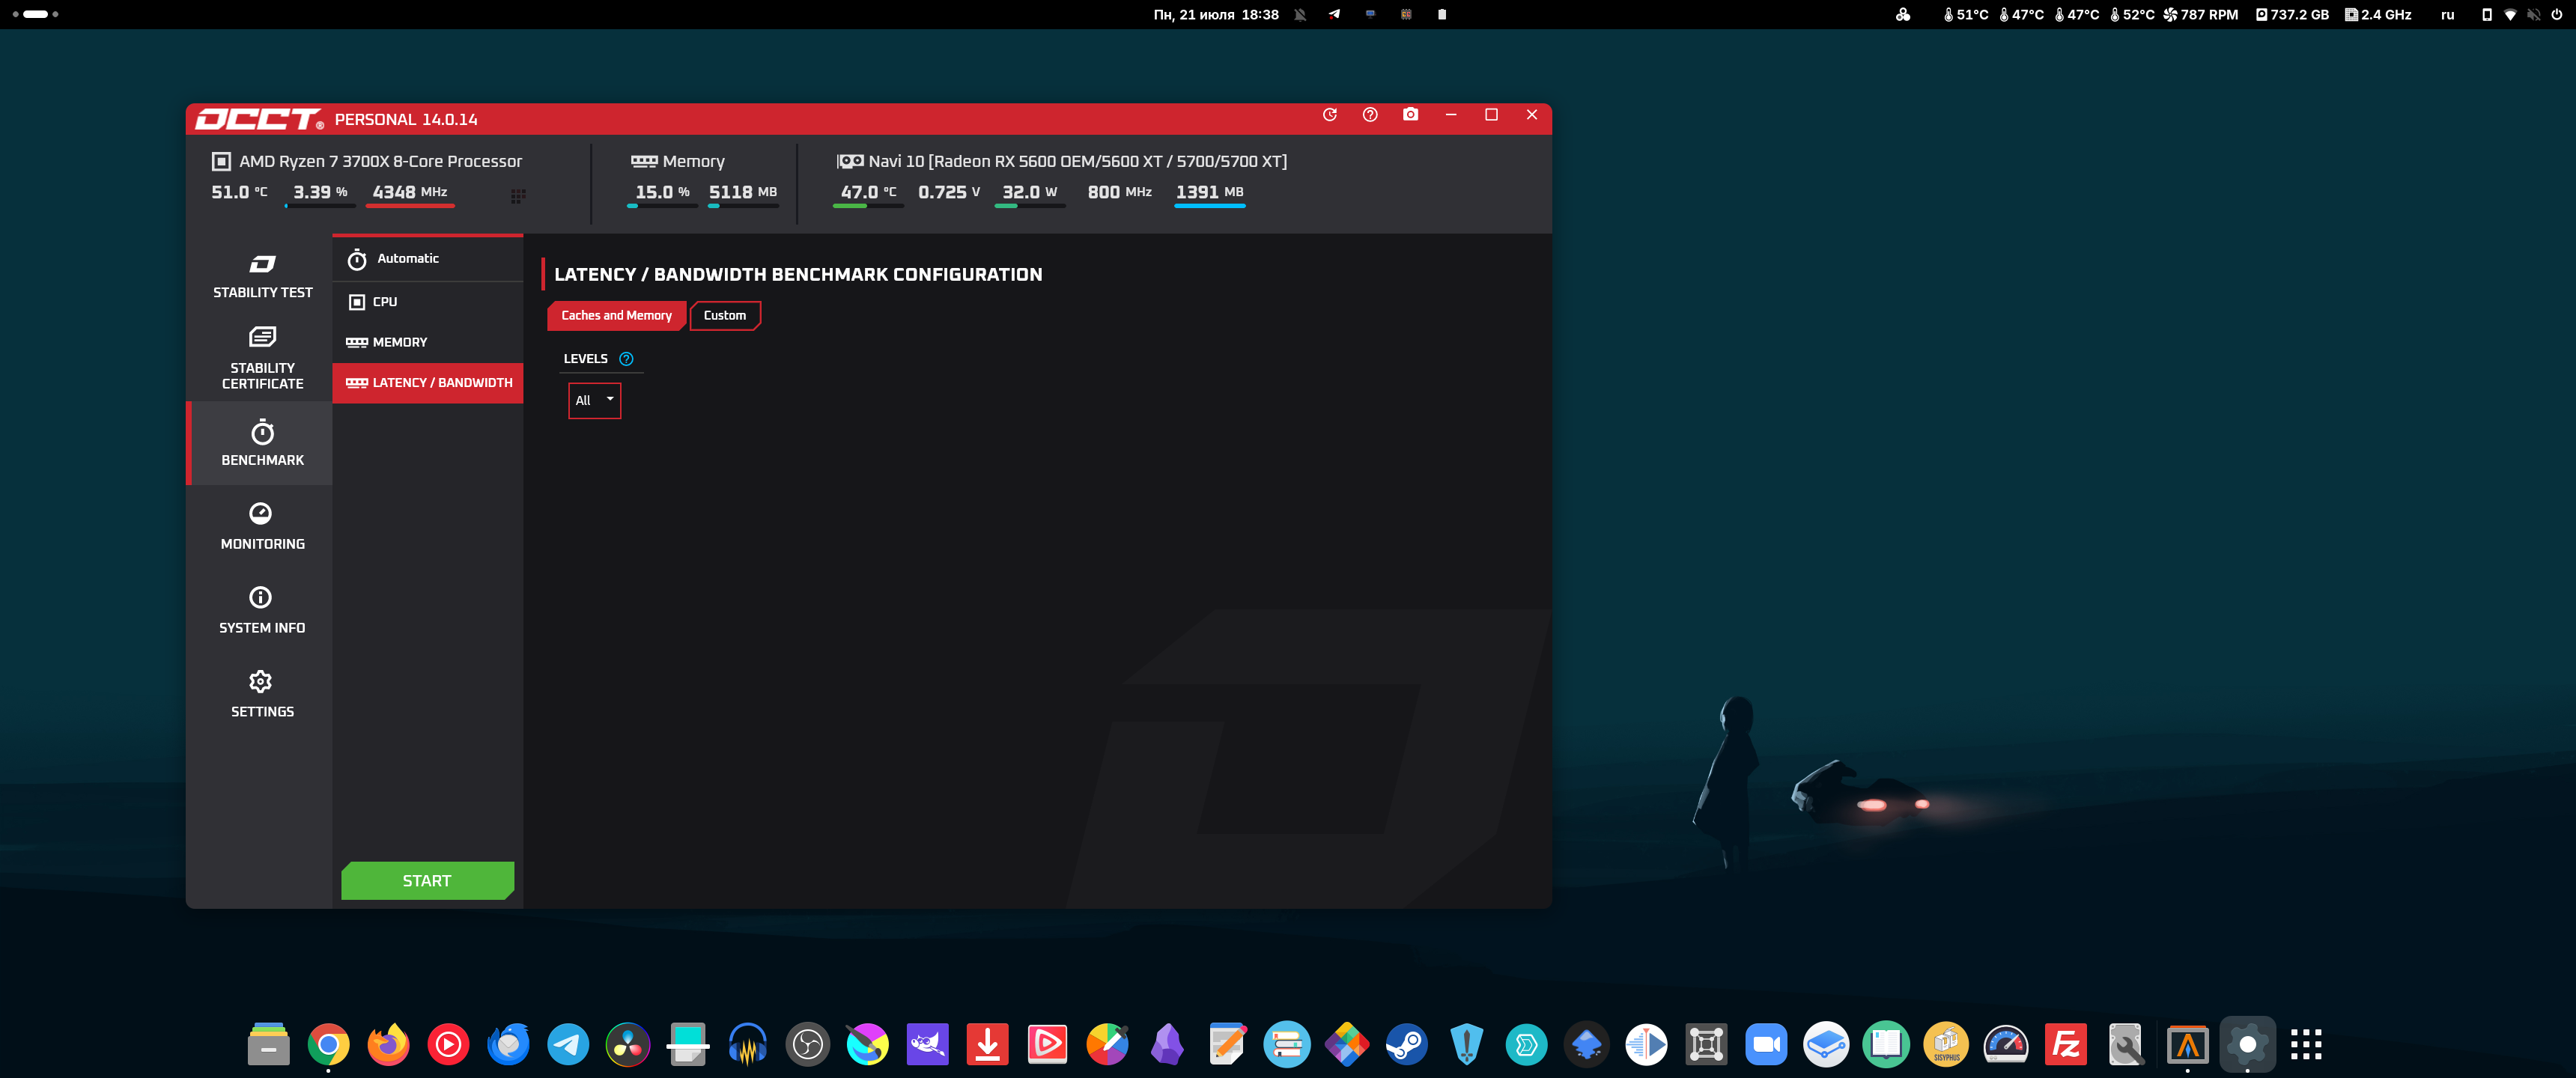 Пн, 21 июля 18:38
51°C 47°C 47°C 52°C 787 RPM 737.2 GB 2.4 GHz ru
OCCT® PERSONAL 14.0.14
AMD Ryzen 7 3700X 8-Core Processor
51.0 °C 3.39 % 4348 MHz
Memory
15.0 % 5118 MB
Navi 10 [Radeon RX 5600 OEM/5600 XT / 5700/5700 XT]
47.0 °C 0.725 V 32.0 W 800 MHz 1391 MB
STABILITY TEST
STABILITY
CERTIFICATE
BENCHMARK
MONITORING
SYSTEM INFO
SETTINGS
Automatic
CPU
MEMORY
LATENCY / BANDWIDTH
START
LATENCY / BANDWIDTH BENCHMARK CONFIGURATION
Caches and Memory Custom
LEVELS
All
SISYPHUS
Fz